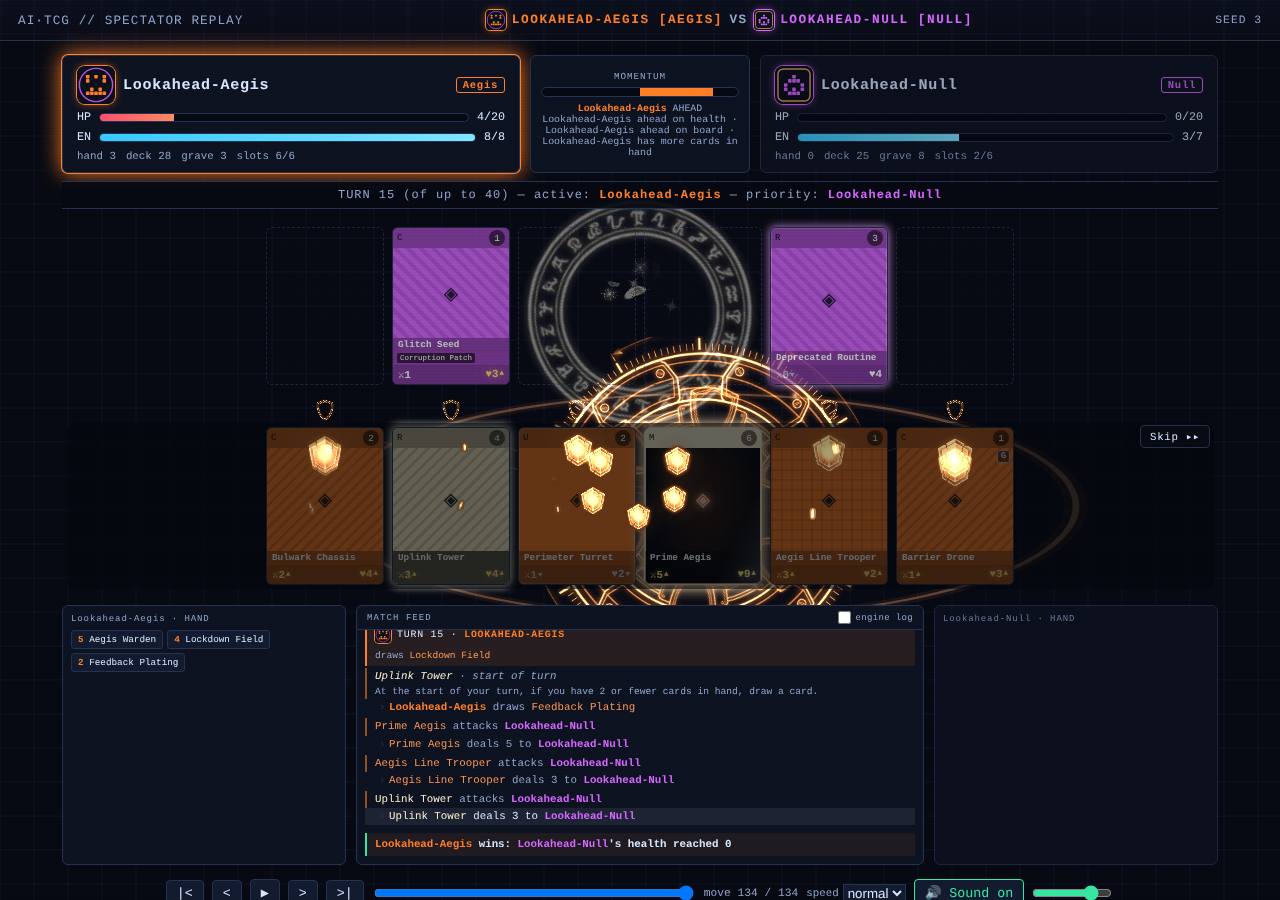 AI·TCG // SPECTATOR REPLAY
LOOKAHEAD-AEGIS [AEGIS] VS LOOKAHEAD-NULL [NULL]
SEED 3
Lookahead-Aegis
Aegis
HP 4/20
EN 8/8
hand 3 deck 28 grave 3 slots 6/6
MOMENTUM
Lookahead-Aegis AHEAD
Lookahead-Aegis ahead on health ·
Lookahead-Aegis ahead on board ·
Lookahead-Aegis has more cards in
hand
Lookahead-Null
Null
HP 0/20
EN 3/7
hand 0 deck 25 grave 8 slots 2/6
TURN 15 (of up to 40) — active: Lookahead-Aegis — priority: Lookahead-Null
C 1
Glitch Seed
Corruption Patch
⚔1 ♥3▲
R 3
Deprecated Routine
♥4
Skip ▸▸
C 2
Bulwark Chassis
⚔2▲ ♥4▲
R 4
Uplink Tower
⚔3▲ ♥4▲
U 2
Perimeter Turret
⚔1▼ ♥2▼
M 6
Prime Aegis
⚔5▲ ♥9▲
C 1
Aegis Line Trooper
⚔3▲ ♥2▲
C 1
G
Barrier Drone
⚔1▲ ♥3▲
Lookahead-Aegis · HAND
5 Aegis Warden
4 Lockdown Field
2 Feedback Plating
MATCH FEED
engine log
TURN 15 · LOOKAHEAD-AEGIS
draws Lockdown Field
Uplink Tower · start of turn
At the start of your turn, if you have 2 or fewer cards in hand, draw a card.
Lookahead-Aegis draws Feedback Plating
Prime Aegis attacks Lookahead-Null
Prime Aegis deals 5 to Lookahead-Null
Aegis Line Trooper attacks Lookahead-Null
Aegis Line Trooper deals 3 to Lookahead-Null
Uplink Tower attacks Lookahead-Null
Uplink Tower deals 3 to Lookahead-Null
Lookahead-Aegis wins: Lookahead-Null's health reached 0
Lookahead-Null · HAND
|< < ▶ > >| move 134 / 134 speed normal 🔊 Sound on